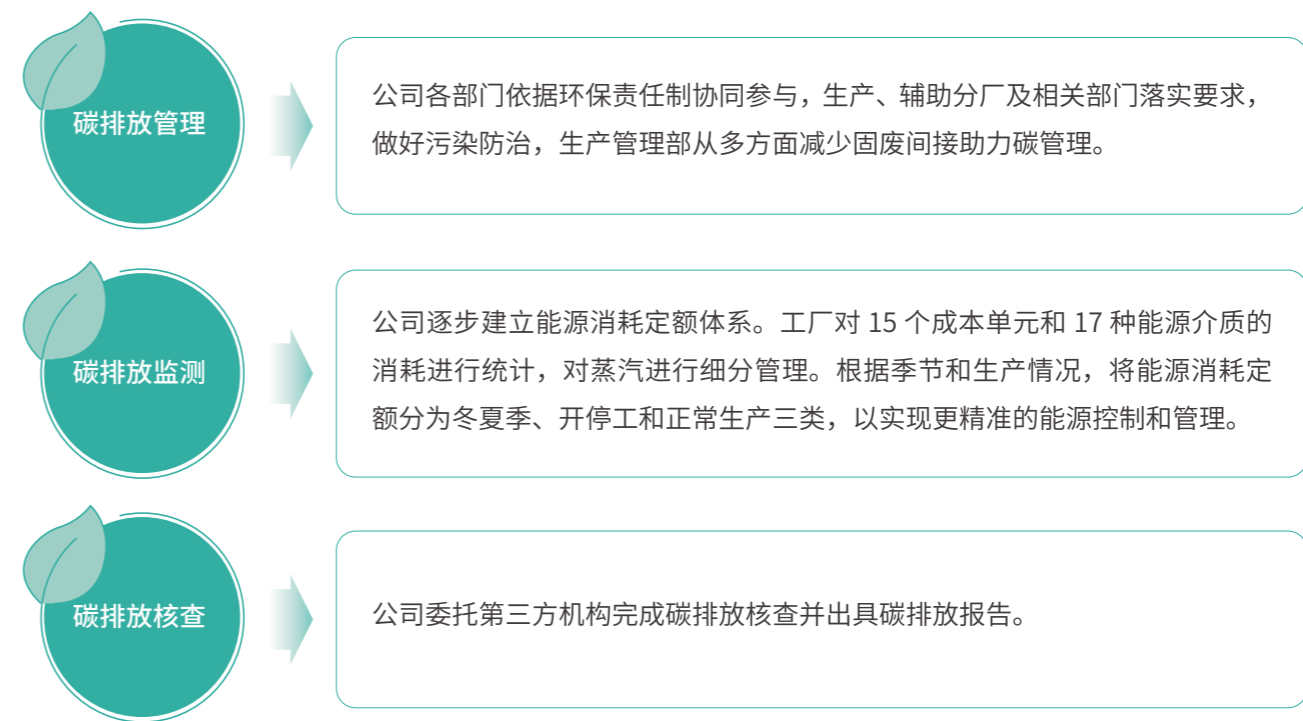 碳排放管理
公司各部门依据环保责任制协同参与，生产、辅助分厂及相关部门落实要求，
做好污染防治，生产管理部从多方面减少固废间接助力碳管理。
碳排放监测
公司逐步建立能源消耗定额体系。工厂对 15 个成本单元和 17 种能源介质的
消耗进行统计，对蒸汽进行细分管理。根据季节和生产情况，将能源消耗定
额分为冬夏季、开停工和正常生产三类，以实现更精准的能源控制和管理。
碳排放核查
公司委托第三方机构完成碳排放核查并出具碳排放报告。